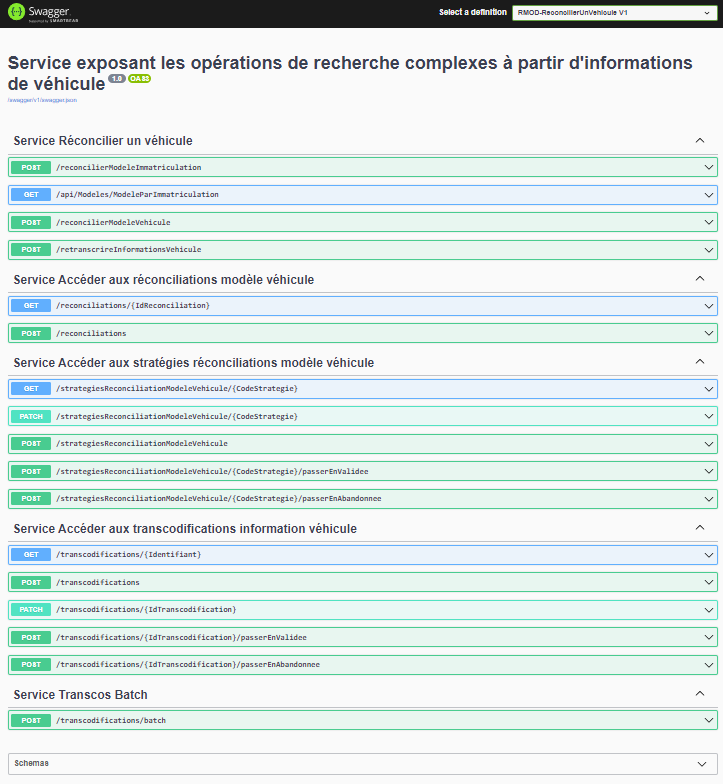 Swagger
Supported by SMARTBEAR
Select a definition
RMOD-ReconcilierUnVehicule V1
Service exposant les opérations de recherche complexes à partir d'informations
de véhicule 1.0 OAS3
/swagger/v1/swagger.json
Service Réconcilier un véhicule
POST /reconcilierModeleImmatriculation
GET /api/Modeles/ModeleParImmatriculation
POST /reconcilierModeleVehicule
POST /retranscrireInformationsVehicule
Service Accéder aux réconciliations modèle véhicule
GET /reconciliations/{IdReconciliation}
POST /reconciliations
Service Accéder aux stratégies réconciliations modèle véhicule
GET /strategiesReconciliationModeleVehicule/{CodeStrategie}
PATCH /strategiesReconciliationModeleVehicule/{CodeStrategie}
POST /strategiesReconciliationModeleVehicule
POST /strategiesReconciliationModeleVehicule/{CodeStrategie}/passerEnValidee
POST /strategiesReconciliationModeleVehicule/{CodeStrategie}/passerEnAbandonnee
Service Accéder aux transcodifications information véhicule
GET /transcodifications/{Identifiant}
POST /transcodifications
PATCH /transcodifications/{IdTranscodification}
POST /transcodifications/{IdTranscodification}/passerEnValidee
POST /transcodifications/{IdTranscodification}/passerEnAbandonnee
Service Transcos Batch
POST /transcodifications/batch
Schemas